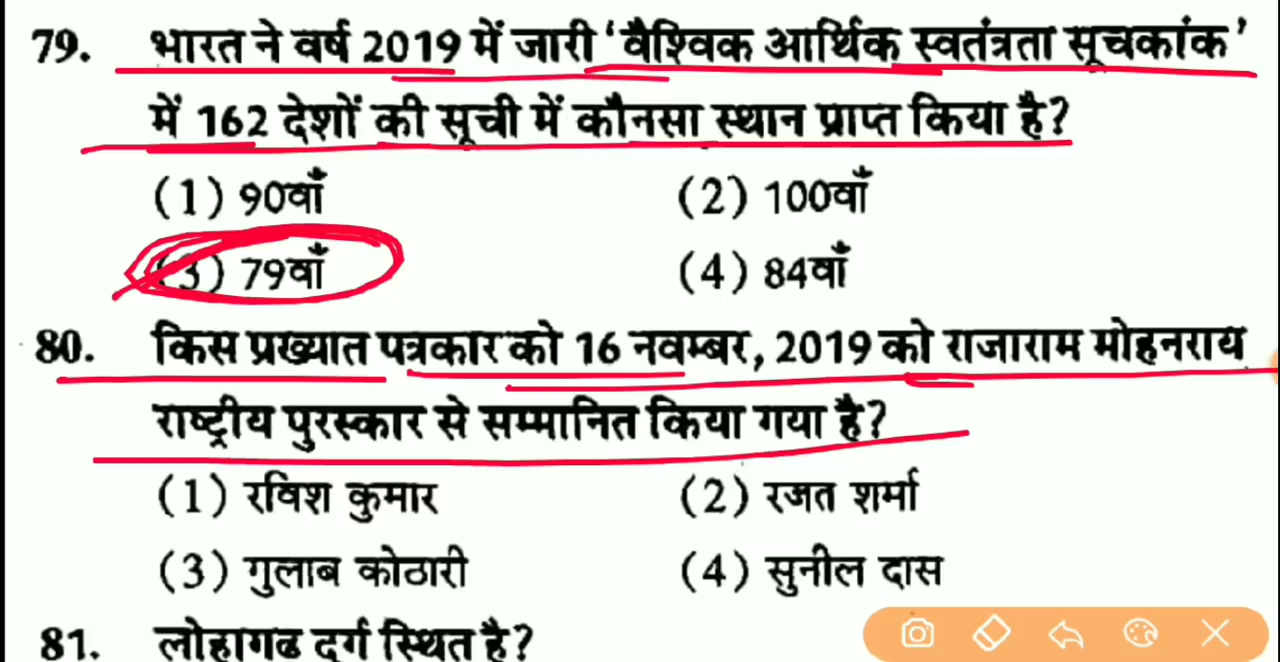 79. भारत ने वर्ष 2019 में जारी ‘वैश्विक आर्थिक स्वतंत्रता सूचकांक’
में 162 देशों की सूची में कौनसा स्थान प्राप्त किया है?
(1) 90वाँ (2) 100वाँ
(3) 79वाँ (4) 84वाँ
80. किस प्रख्यात पत्रकार को 16 नवम्बर, 2019 को राजाराम मोहनराय
राष्ट्रीय पुरस्कार से सम्मानित किया गया है?
(1) रविश कुमार (2) रजत शर्मा
(3) गुलाब कोठारी (4) सुनील दास
81. लोहागढ दुर्ग स्थित है?